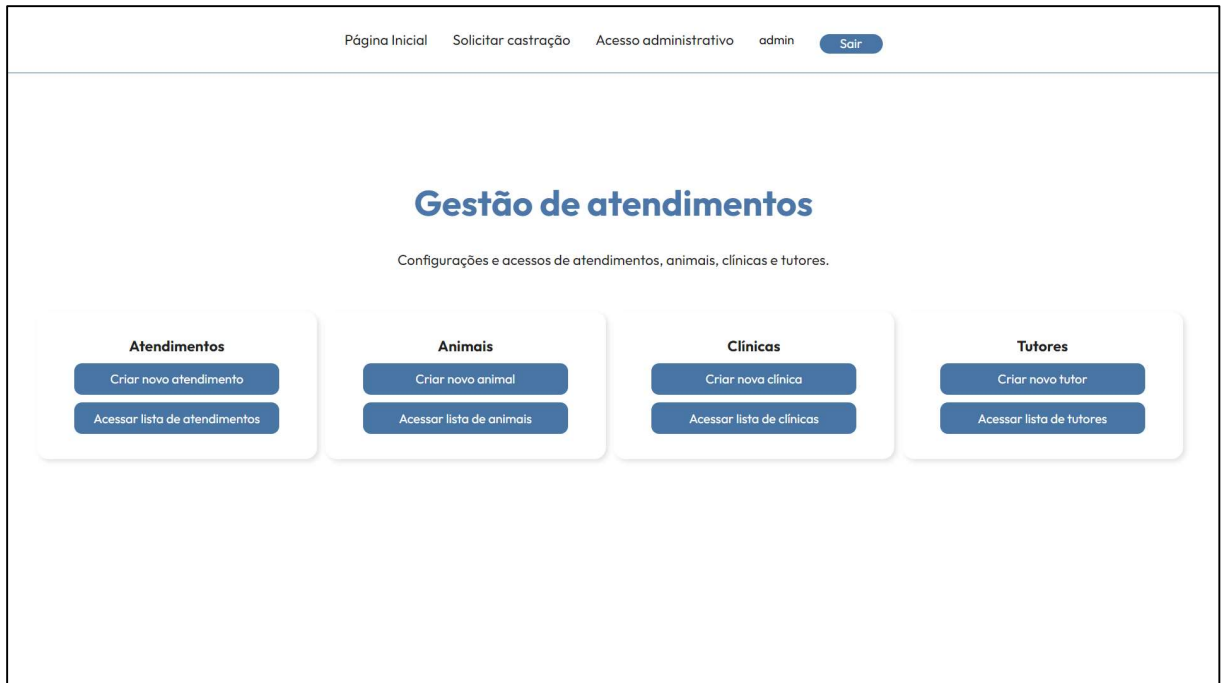 Página Inicial Solicitar castração Acesso administrativo admin Sair
Gestão de atendimentos
Configurações e acessos de atendimentos, animais, clínicas e tutores.
Atendimentos
Criar novo atendimento
Acessar lista de atendimentos
Animais
Criar novo animal
Acessar lista de animais
Clínicas
Criar nova clínica
Acessar lista de clínicas
Tutores
Criar novo tutor
Acessar lista de tutores